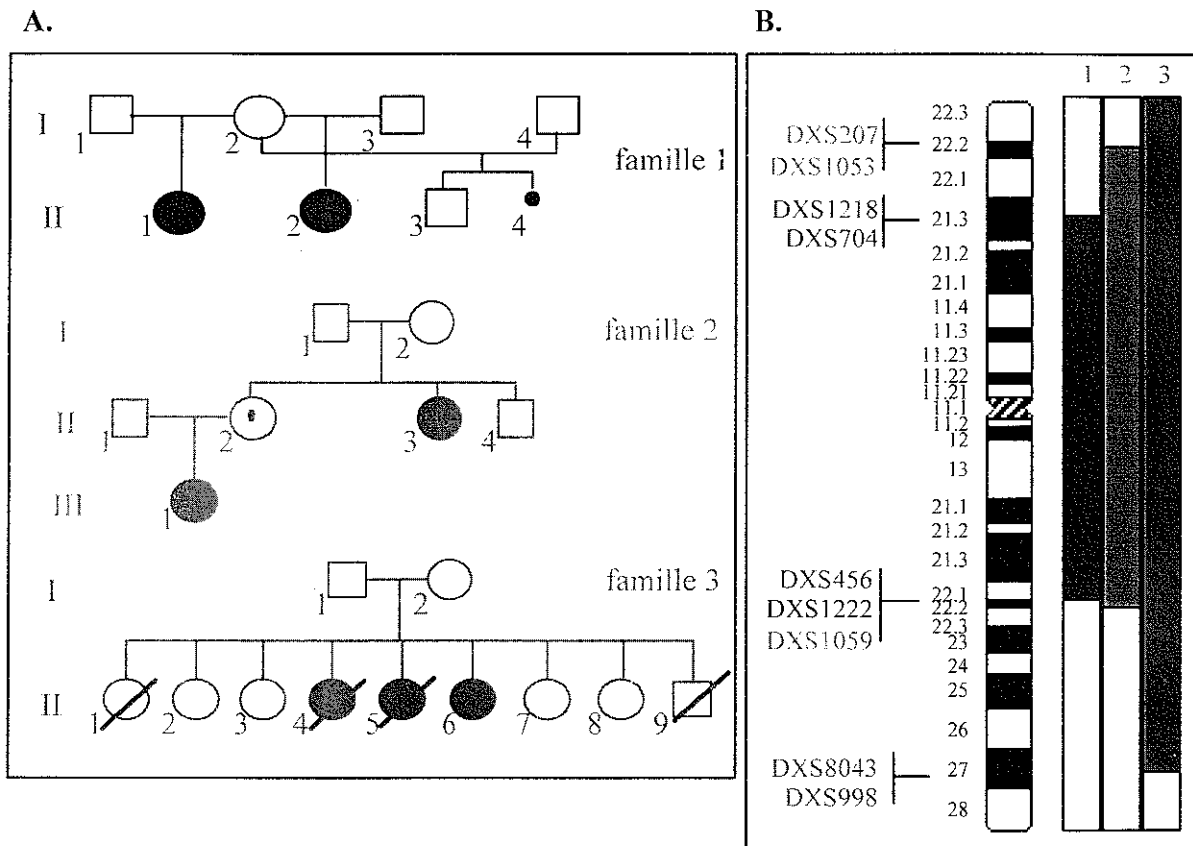 A.
I
1
2
3
4
famille 1
II
1
2
3
4
I
1
2
famille 2
II
1
2
3
4
III
1
I
1
2
famille 3
II
1
2
3
4
5
6
7
8
9
B.
1 2 3
22.3
DXS207
22.2
DXS1053
22.1
DXS1218
21.3
DXS704
21.2
21.1
11.4
11.3
11.23
11.22
11.21
11.1
11.2
12
13
21.1
21.2
21.3
DXS456
22.1
DXS1222
22.2
22.3
DXS1059
23
24
25
26
DXS8043
27
DXS998
28